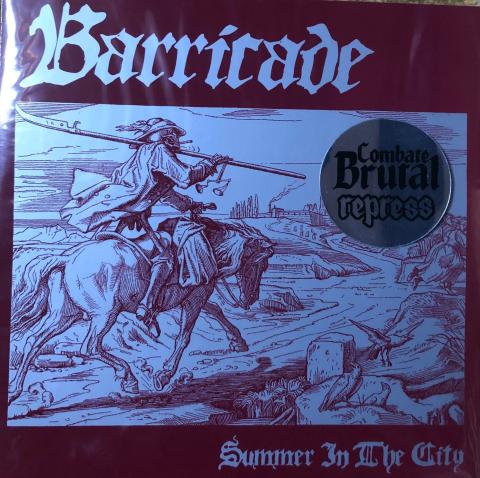 Barricade
Combate
Brutal
repress
Summer In The City